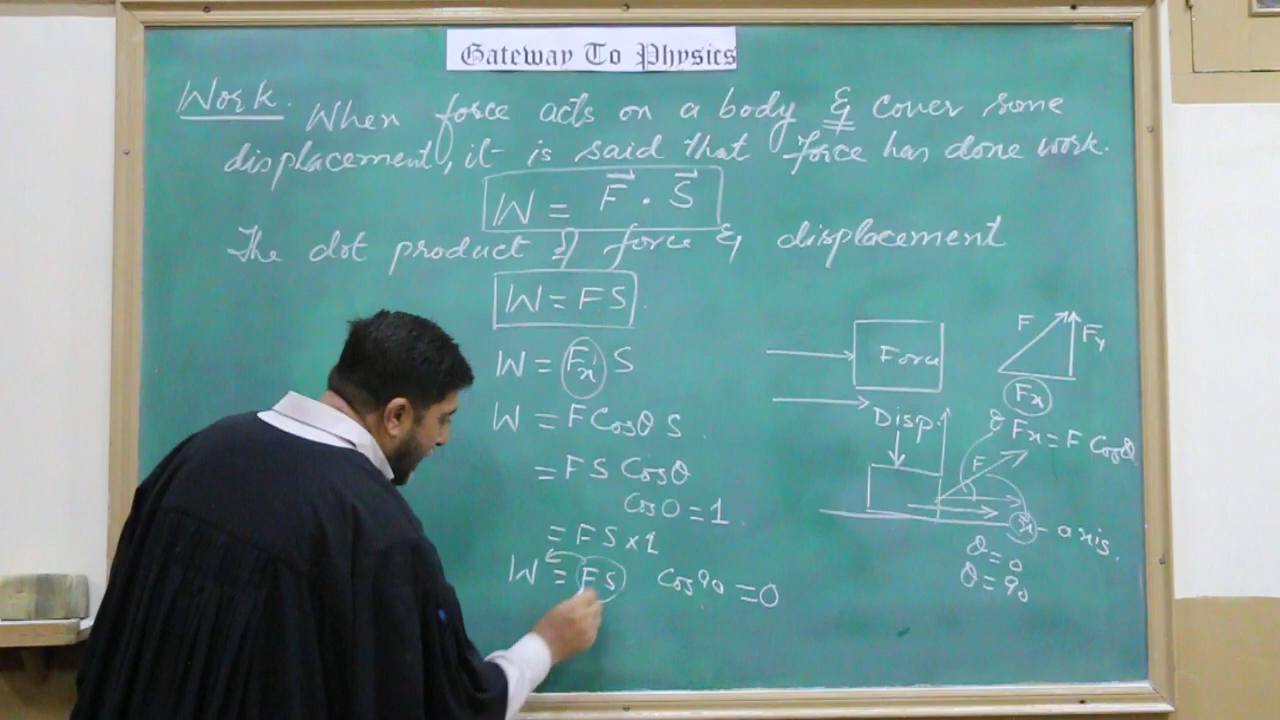 Gateway To Physics
Work. When force acts on a body & cover some
displacement, it is said that force has done work.
W = F⃗ · S⃗
The dot product of force & displacement
W = FS
W = Fx S
W = F Cosθ S
= F S Cosθ
Cos0 = 1
= F S x 1
W = FS Cos90 = 0
Force
Disp.
F
Fy
Fx
θ Fx = F Cosθ
F
x - axis.
θ = 0
θ = 90